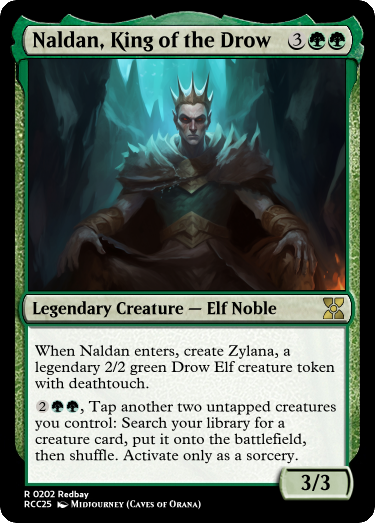 Naldan, King of the Drow 3
Legendary Creature — Elf Noble
When Naldan enters, create Zylana, a
legendary 2/2 green Drow Elf creature token
with deathtouch.
2, Tap another two untapped creatures
you control: Search your library for a
creature card, put it onto the battlefield,
then shuffle. Activate only as a sorcery.
3/3
R 0202 Redbay
RCC25 Midjourney (Caves of Orana)